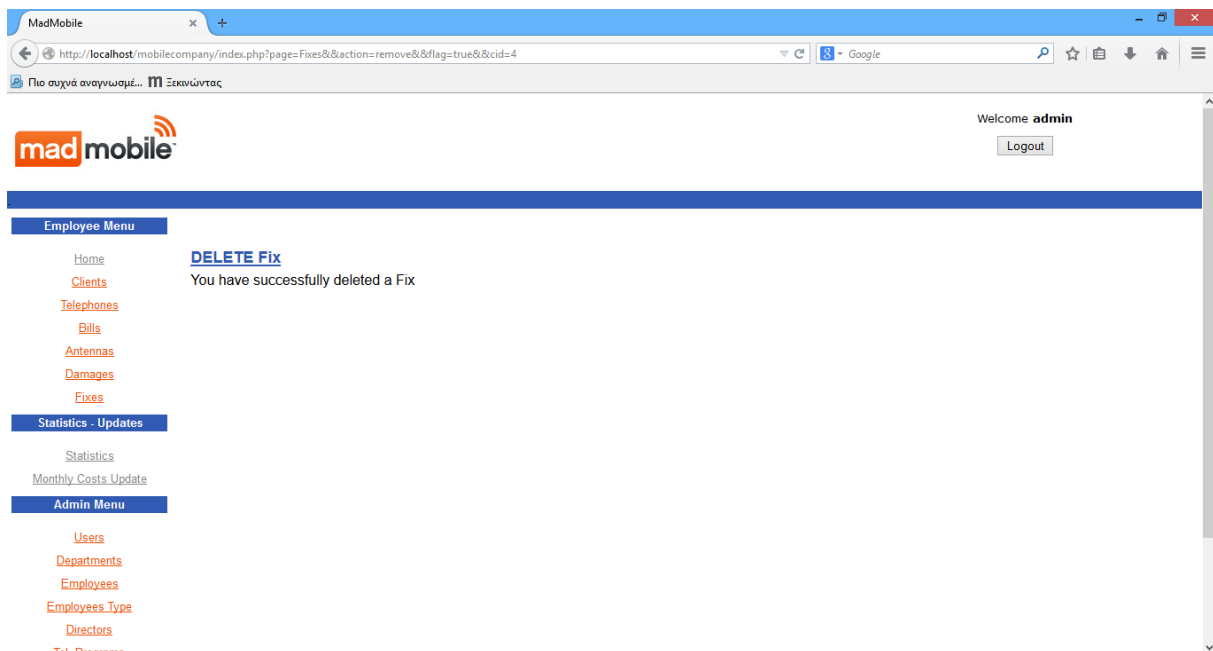 MadMobile
http://localhost/mobilecompany/index.php?page=Fixes&&action=remove&&flag=true&&cid=4
Google
Πιο συχνά αναγνωσμέ... Ξεκινώντας
mad mobile
Welcome admin
Logout
Employee Menu
Home
Clients
Telephones
Bills
Antennas
Damages
Fixes
Statistics - Updates
Statistics
Monthly Costs Update
Admin Menu
Users
Departments
Employees
Employees Type
Directors
DELETE Fix
You have successfully deleted a Fix